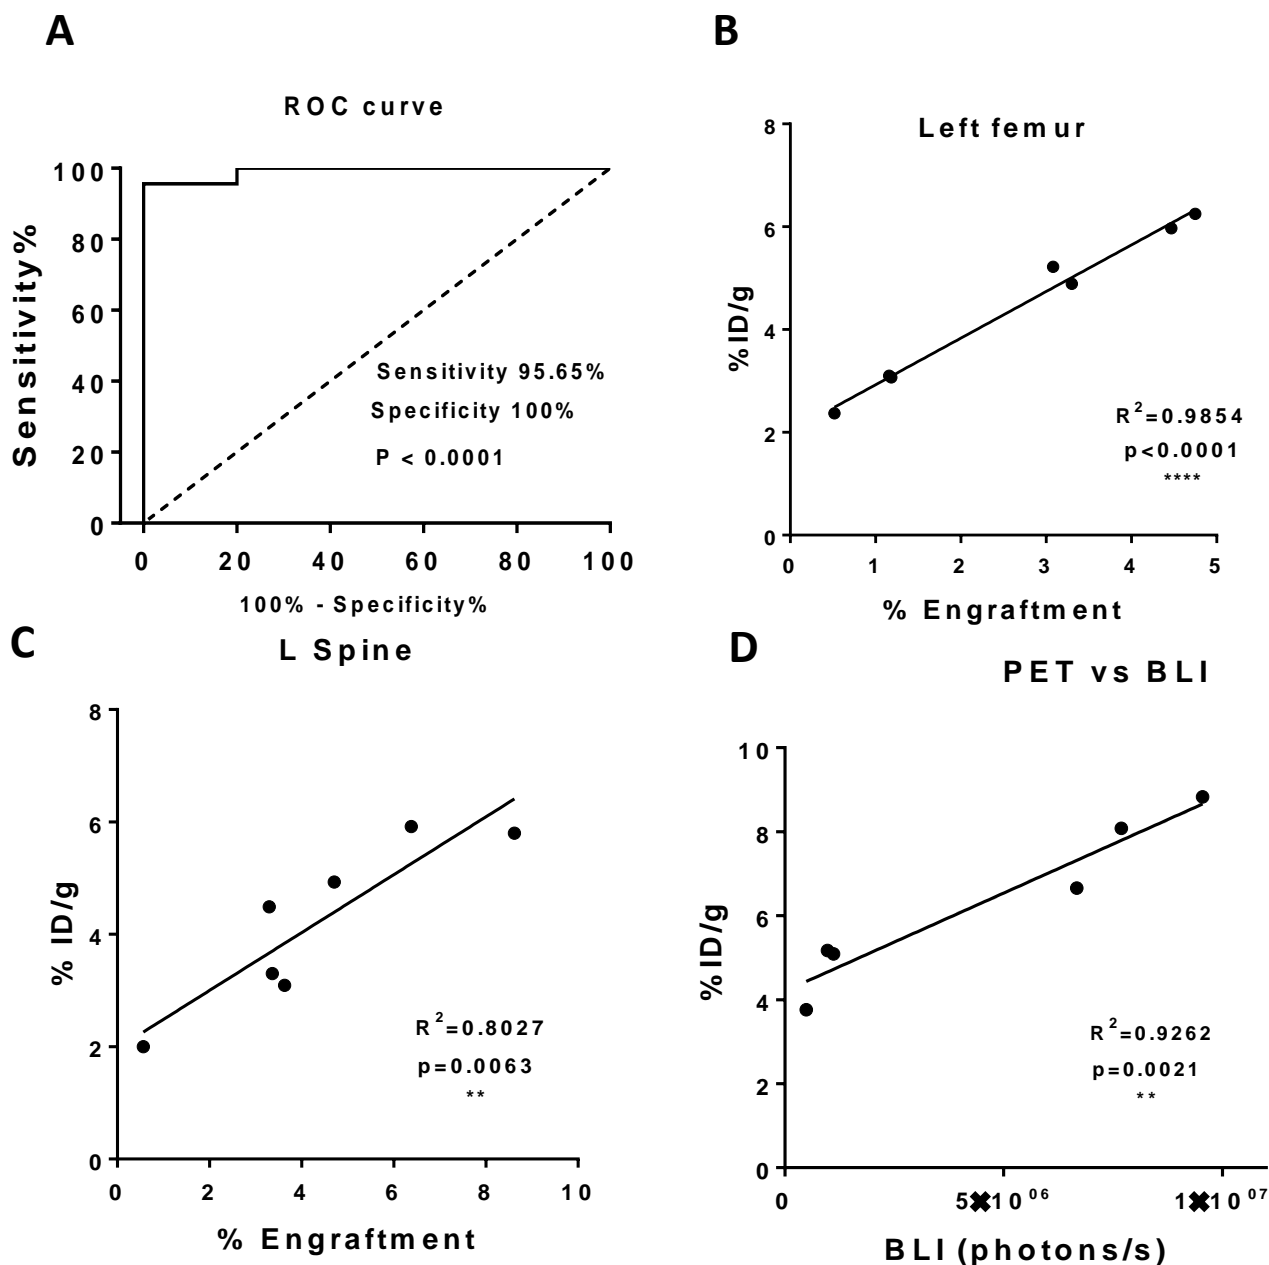 A
ROC curve
100
80
60
40
20
0
Sensitivity%
Sensitivity 95.65%
Specificity 100%
P < 0.0001
0 20 40 60 80 100
100% - Specificity%
B
Left femur
8
6
4
2
0
%ID/g
R²=0.9854
p<0.0001
****
0 1 2 3 4 5
% Engraftment
C
L Spine
8
6
4
2
0
% ID/g
R²=0.8027
p=0.0063
**
0 2 4 6 8 10
% Engraftment
D
PET vs BLI
10
8
6
4
2
0
%ID/g
R²=0.9262
p=0.0021
**
0 5✖10⁰⁶ 1✖10⁰⁷
BLI (photons/s)